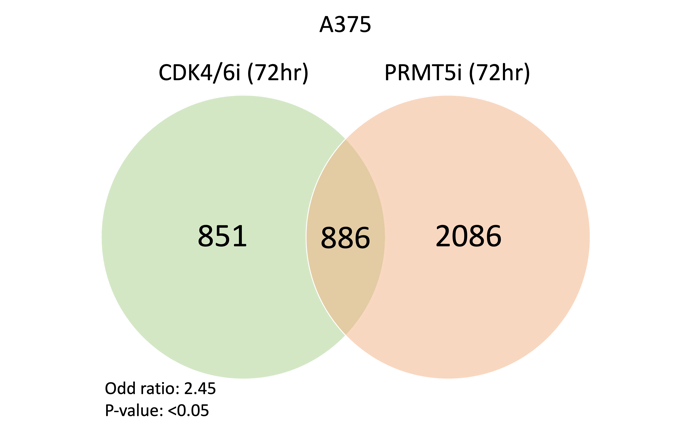 A375
CDK4/6i (72hr) PRMT5i (72hr)
851 886 2086
Odd ratio: 2.45
P-value: <0.05